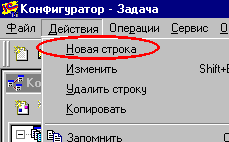 Конфигуратор - Задача
Файл Действия Операции Сервис
Новая строка
Изменить Shift+
Удалить строку
Копировать
Запомнить